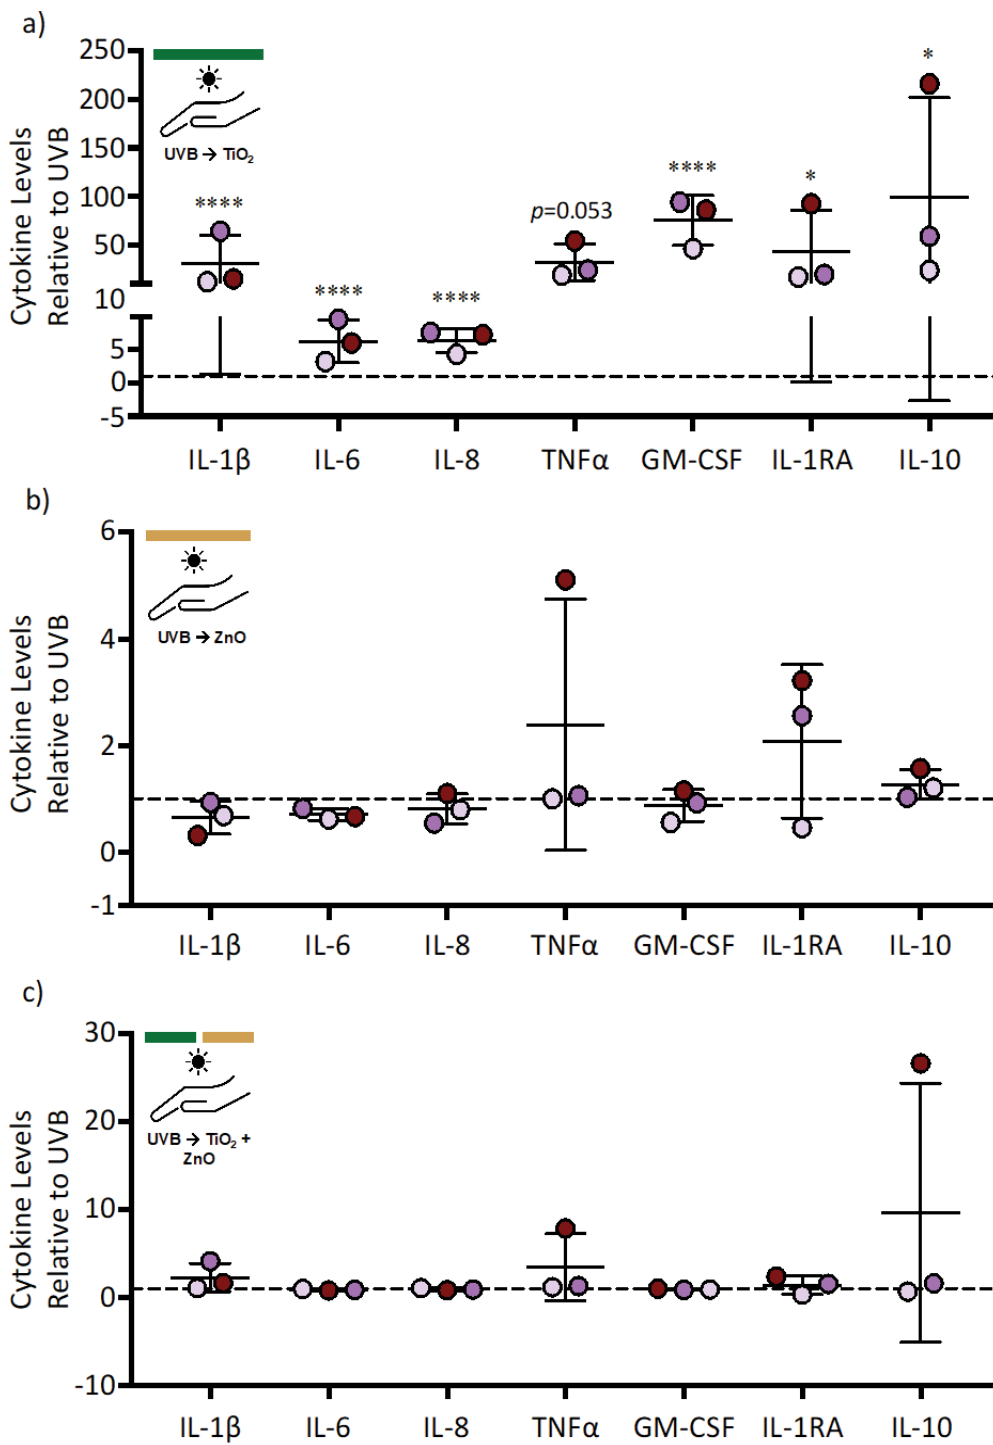 a)
Cytokine Levels
Relative to UVB
250
200
150
100
50
10
5
0
-5
UVB → TiO₂
****
****
****
p=0.053
****
*
*
IL-1β IL-6 IL-8 TNFα GM-CSF IL-1RA IL-10
b)
Cytokine Levels
Relative to UVB
6
4
2
1
0
-1
UVB → ZnO
IL-1β IL-6 IL-8 TNFα GM-CSF IL-1RA IL-10
c)
Cytokine Levels
Relative to UVB
30
20
10
0
-10
UVB → TiO₂ +
ZnO
IL-1β IL-6 IL-8 TNFα GM-CSF IL-1RA IL-10